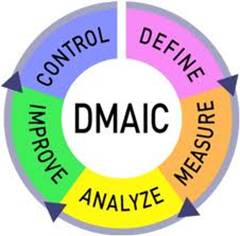 DMAIC
DEFINE
MEASURE
ANALYZE
IMPROVE
CONTROL